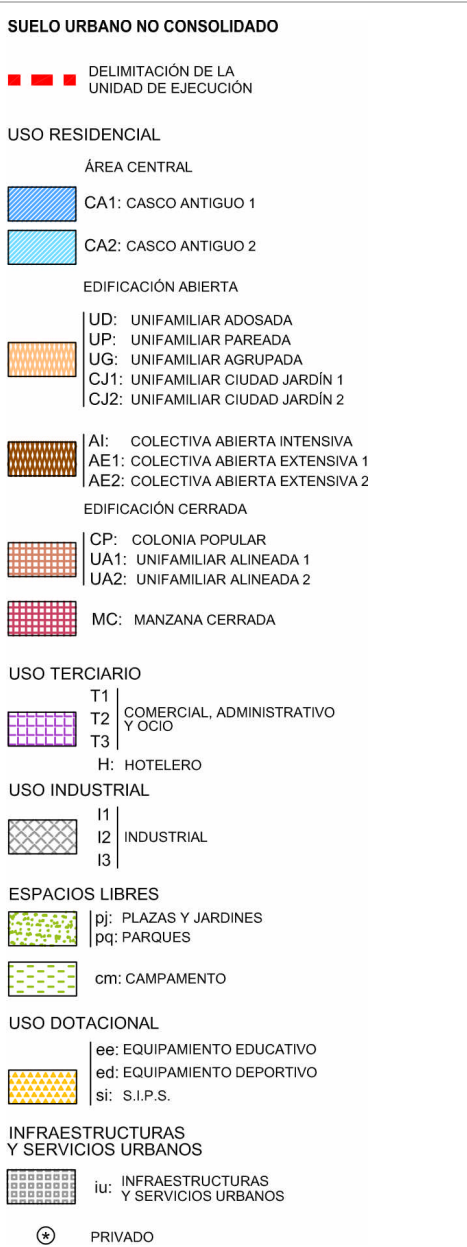 SUELO URBANO NO CONSOLIDADO
DELIMITACIÓN DE LA
UNIDAD DE EJECUCIÓN
USO RESIDENCIAL
ÁREA CENTRAL
CA1: CASCO ANTIGUO 1
CA2: CASCO ANTIGUO 2
EDIFICACIÓN ABIERTA
UD: UNIFAMILIAR ADOSADA
UP: UNIFAMILIAR PAREADA
UG: UNIFAMILIAR AGRUPADA
CJ1: UNIFAMILIAR CIUDAD JARDÍN 1
CJ2: UNIFAMILIAR CIUDAD JARDÍN 2
AI: COLECTIVA ABIERTA INTENSIVA
AE1: COLECTIVA ABIERTA EXTENSIVA 1
AE2: COLECTIVA ABIERTA EXTENSIVA 2
EDIFICACIÓN CERRADA
CP: COLONIA POPULAR
UA1: UNIFAMILIAR ALINEADA 1
UA2: UNIFAMILIAR ALINEADA 2
MC: MANZANA CERRADA
USO TERCIARIO
T1
T2
T3
COMERCIAL, ADMINISTRATIVO
Y OCIO
H: HOTELERO
USO INDUSTRIAL
I1
I2
I3
INDUSTRIAL
ESPACIOS LIBRES
pj: PLAZAS Y JARDINES
pq: PARQUES
cm: CAMPAMENTO
USO DOTACIONAL
ee: EQUIPAMIENTO EDUCATIVO
ed: EQUIPAMIENTO DEPORTIVO
si: S.I.P.S.
INFRAESTRUCTURAS
Y SERVICIOS URBANOS
iu: INFRAESTRUCTURAS
Y SERVICIOS URBANOS
* PRIVADO